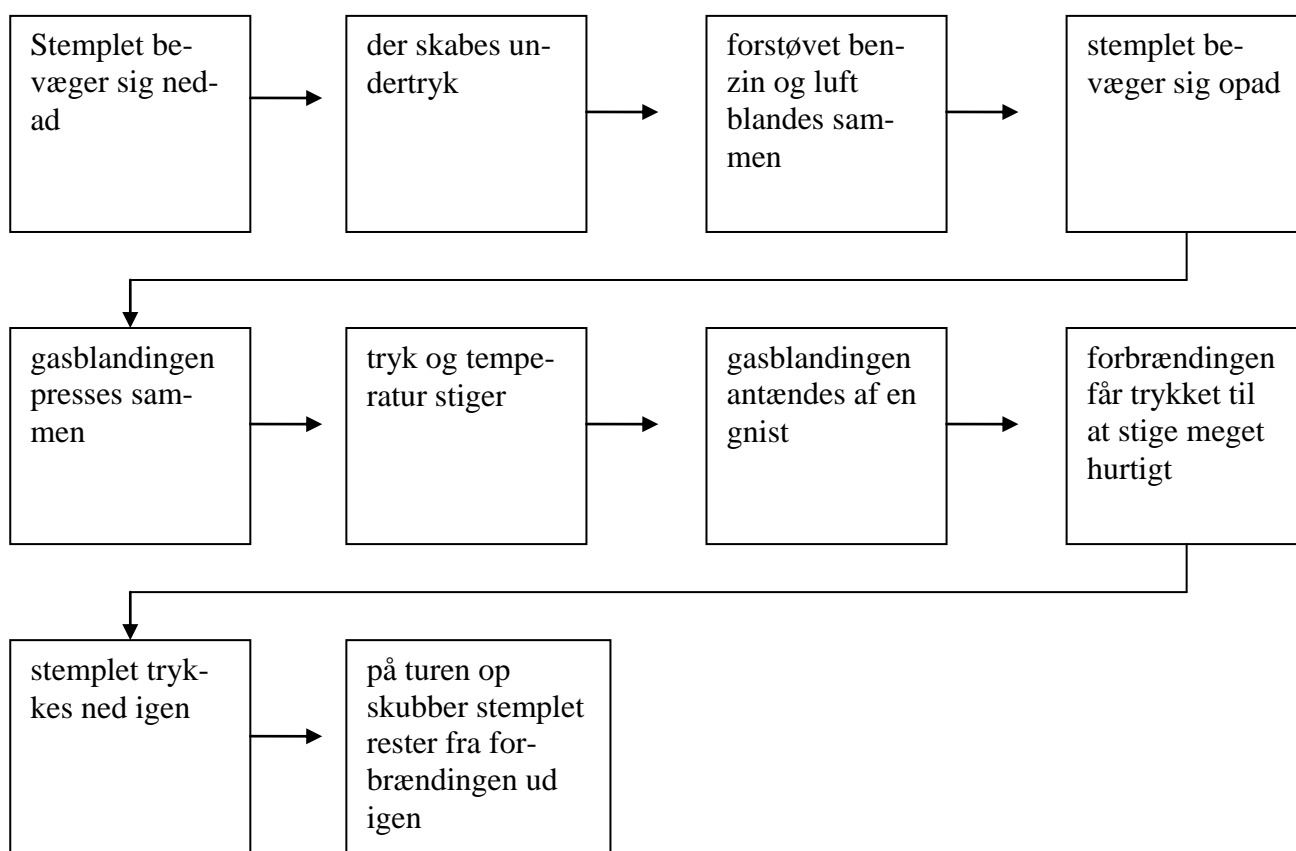 Stemplet be-
væger sig ned-
ad
der skabes un-
dertryk
forstøvet ben-
zin og luft
blandes sam-
men
stemplet be-
væger sig opad
gasblandingen
presses sam-
men
tryk og tempe-
ratur stiger
gasblandingen
antændes af en
gnist
forbrændingen
får trykket til
at stige meget
hurtigt
stemplet tryk-
kes ned igen
på turen op
skubber stemplet
rester fra for-
brændingen ud
igen